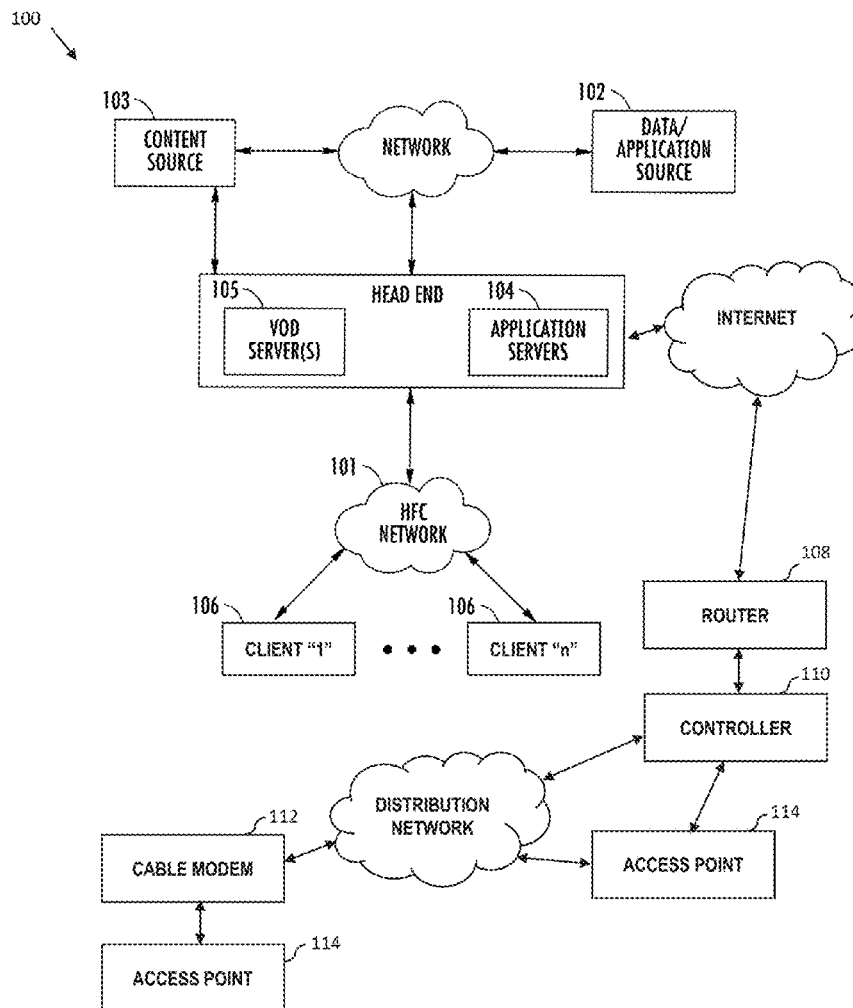 100
103
CONTENT
SOURCE
NETWORK
102
DATA/
APPLICATION
SOURCE
HEAD END
105
VOD
SERVER(S)
104
APPLICATION
SERVERS
INTERNET
101
HFC
NETWORK
106
CLIENT "1"
106
CLIENT "n"
108
ROUTER
110
CONTROLLER
DISTRIBUTION
NETWORK
112
CABLE MODEM
114
ACCESS POINT
114
ACCESS POINT